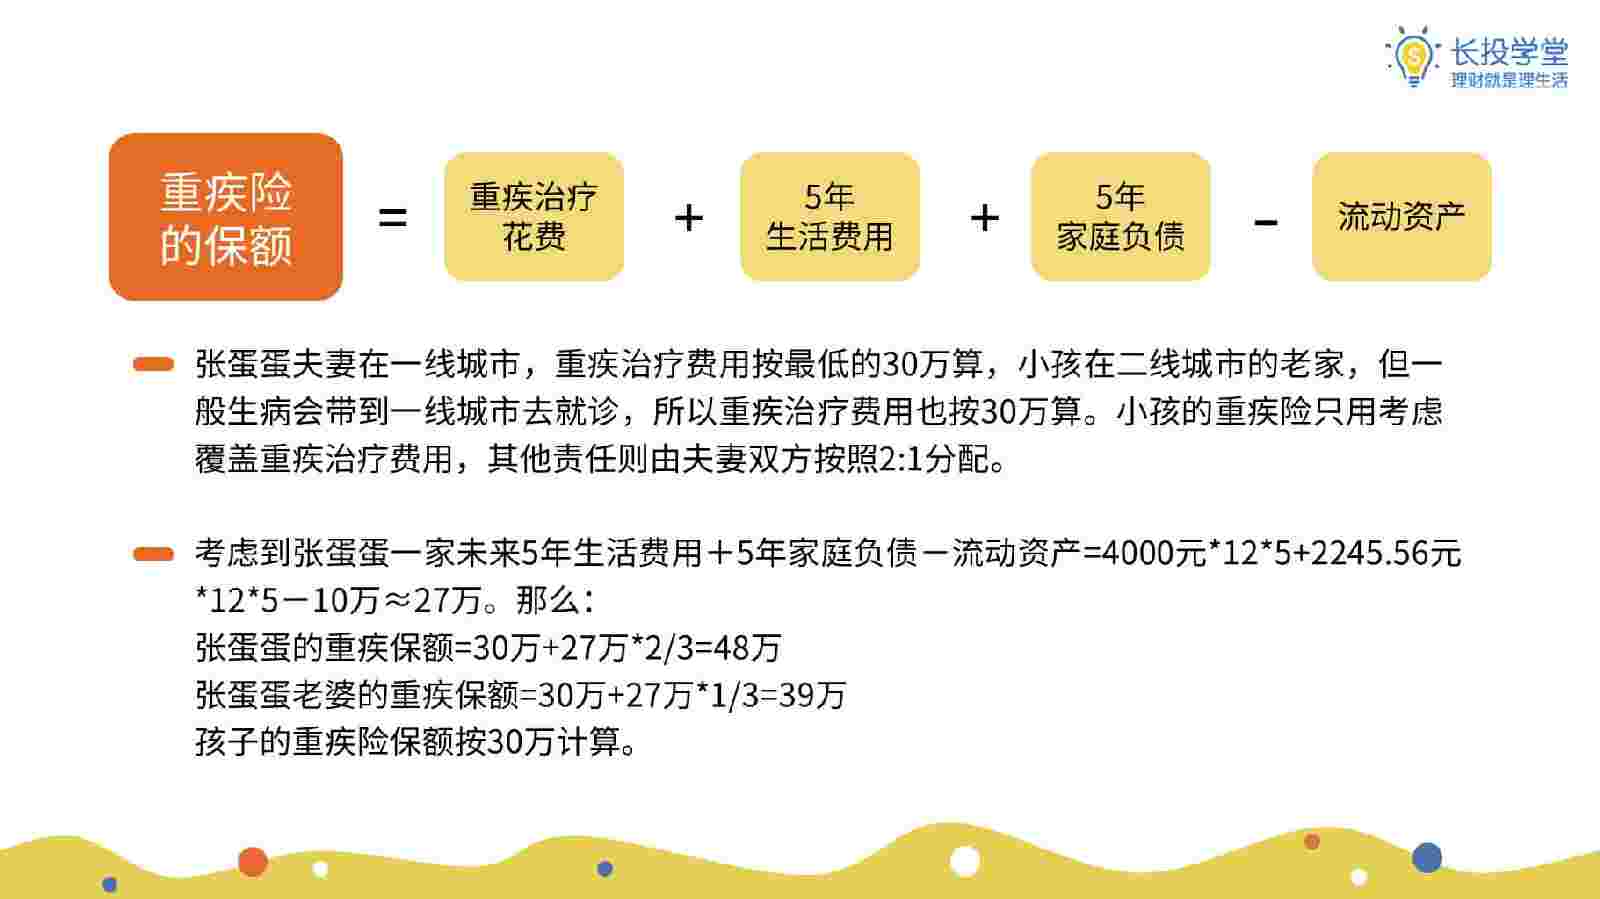 长投学堂
理财就是理生活
重疾险
的保额
=
重疾治疗
花费
+
5年
生活费用
+
5年
家庭负债
-
流动资产
张蛋蛋夫妻在一线城市，重疾治疗费用按最低的30万算，小孩在二线城市的老家，但一
般生病会带到一线城市去就诊，所以重疾治疗费用也按30万算。小孩的重疾险只用考虑
覆盖重疾治疗费用，其他责任则由夫妻双方按照2:1分配。
考虑到张蛋蛋一家未来5年生活费用＋5年家庭负债－流动资产=4000元*12*5+2245.56元
*12*5－10万≈27万。那么：
张蛋蛋的重疾保额=30万+27万*2/3=48万
张蛋蛋老婆的重疾保额=30万+27万*1/3=39万
孩子的重疾险保额按30万计算。